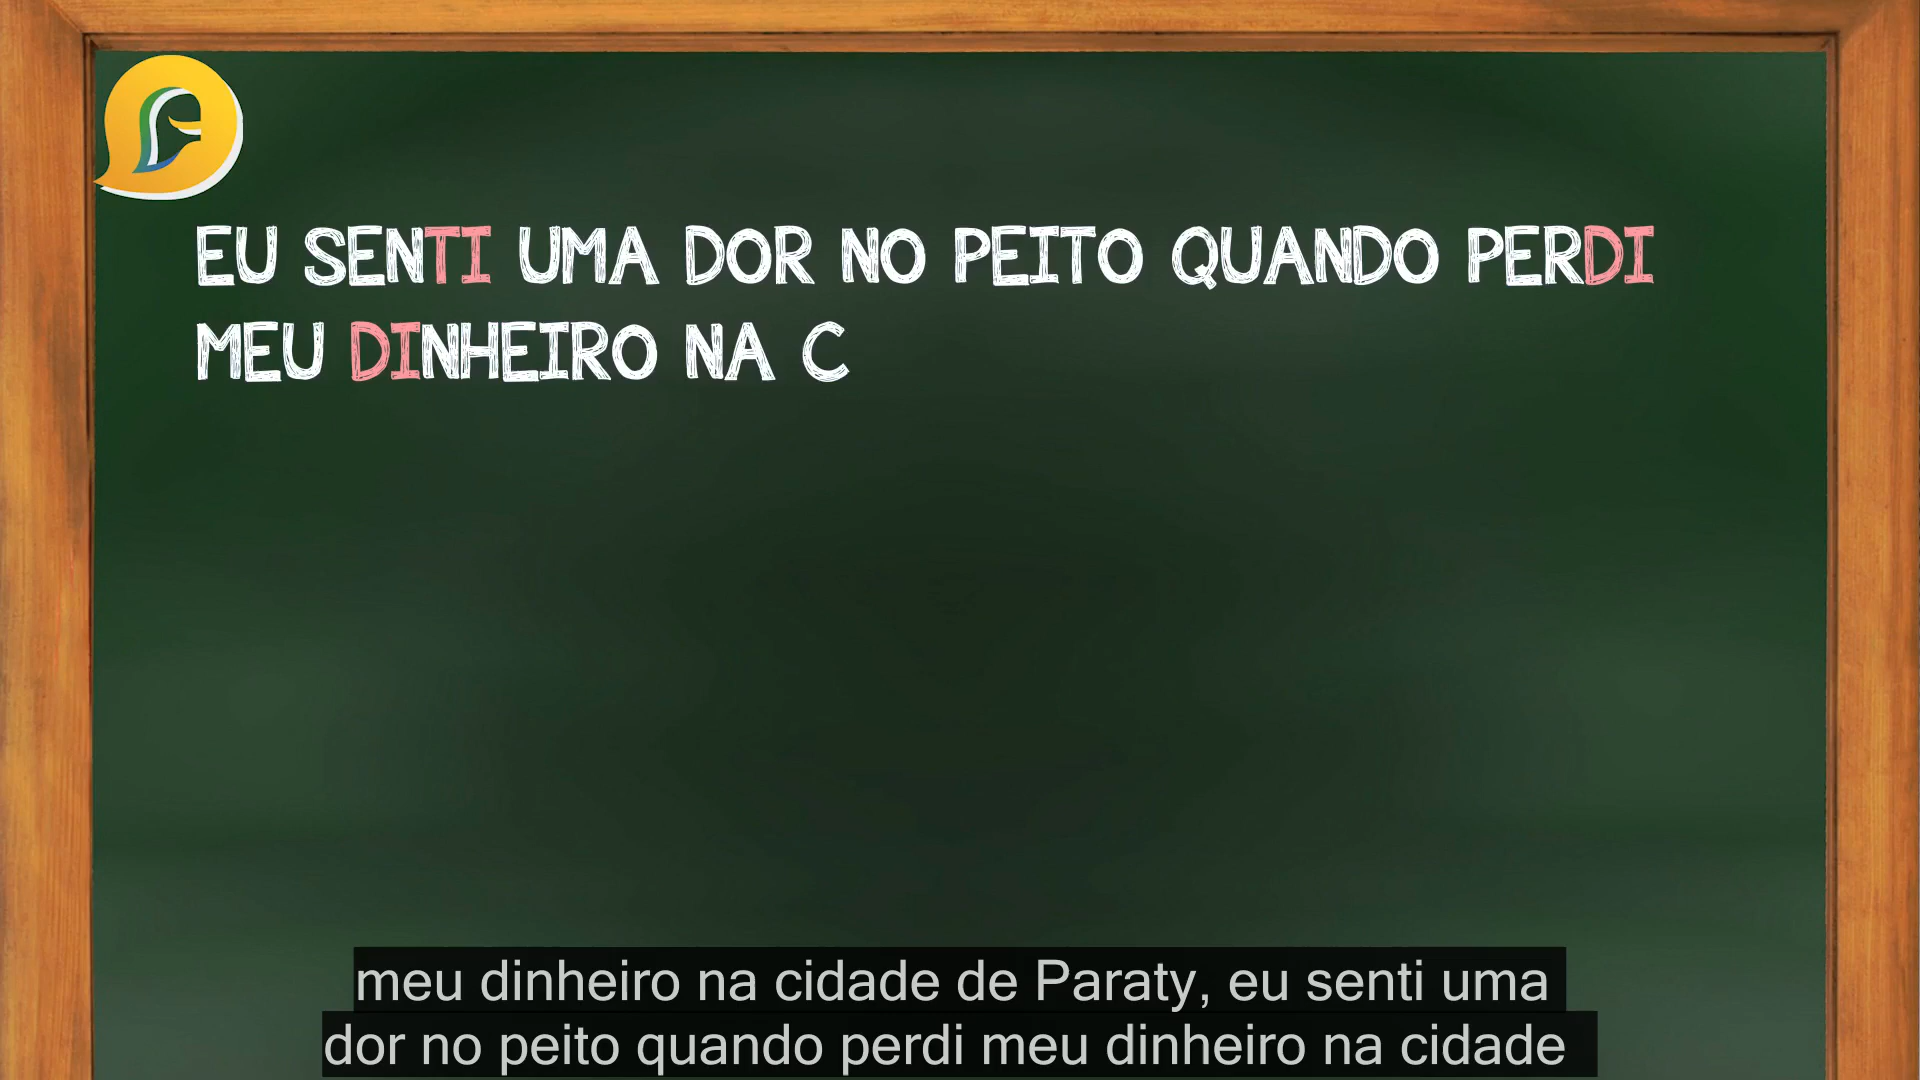 EU SENTI UMA DOR NO PEITO QUANDO PERDI
MEU DINHEIRO NA C
meu dinheiro na cidade de Paraty, eu senti uma
dor no peito quando perdi meu dinheiro na cidade